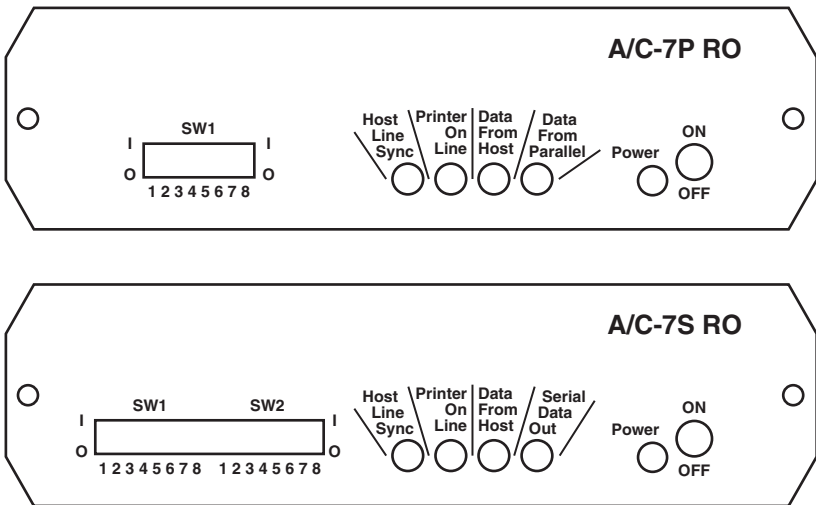 A/C-7P RO
SW1
I I
O O
1 2 3 4 5 6 7 8
Host
Line
Sync
Printer
On
Line
Data
From
Host
Data
From
Parallel
Power
ON
OFF
A/C-7S RO
SW1 SW2
I I
O O
1 2 3 4 5 6 7 8 1 2 3 4 5 6 7 8
Host
Line
Sync
Printer
On
Line
Data
From
Host
Serial
Data
Out
Power
ON
OFF